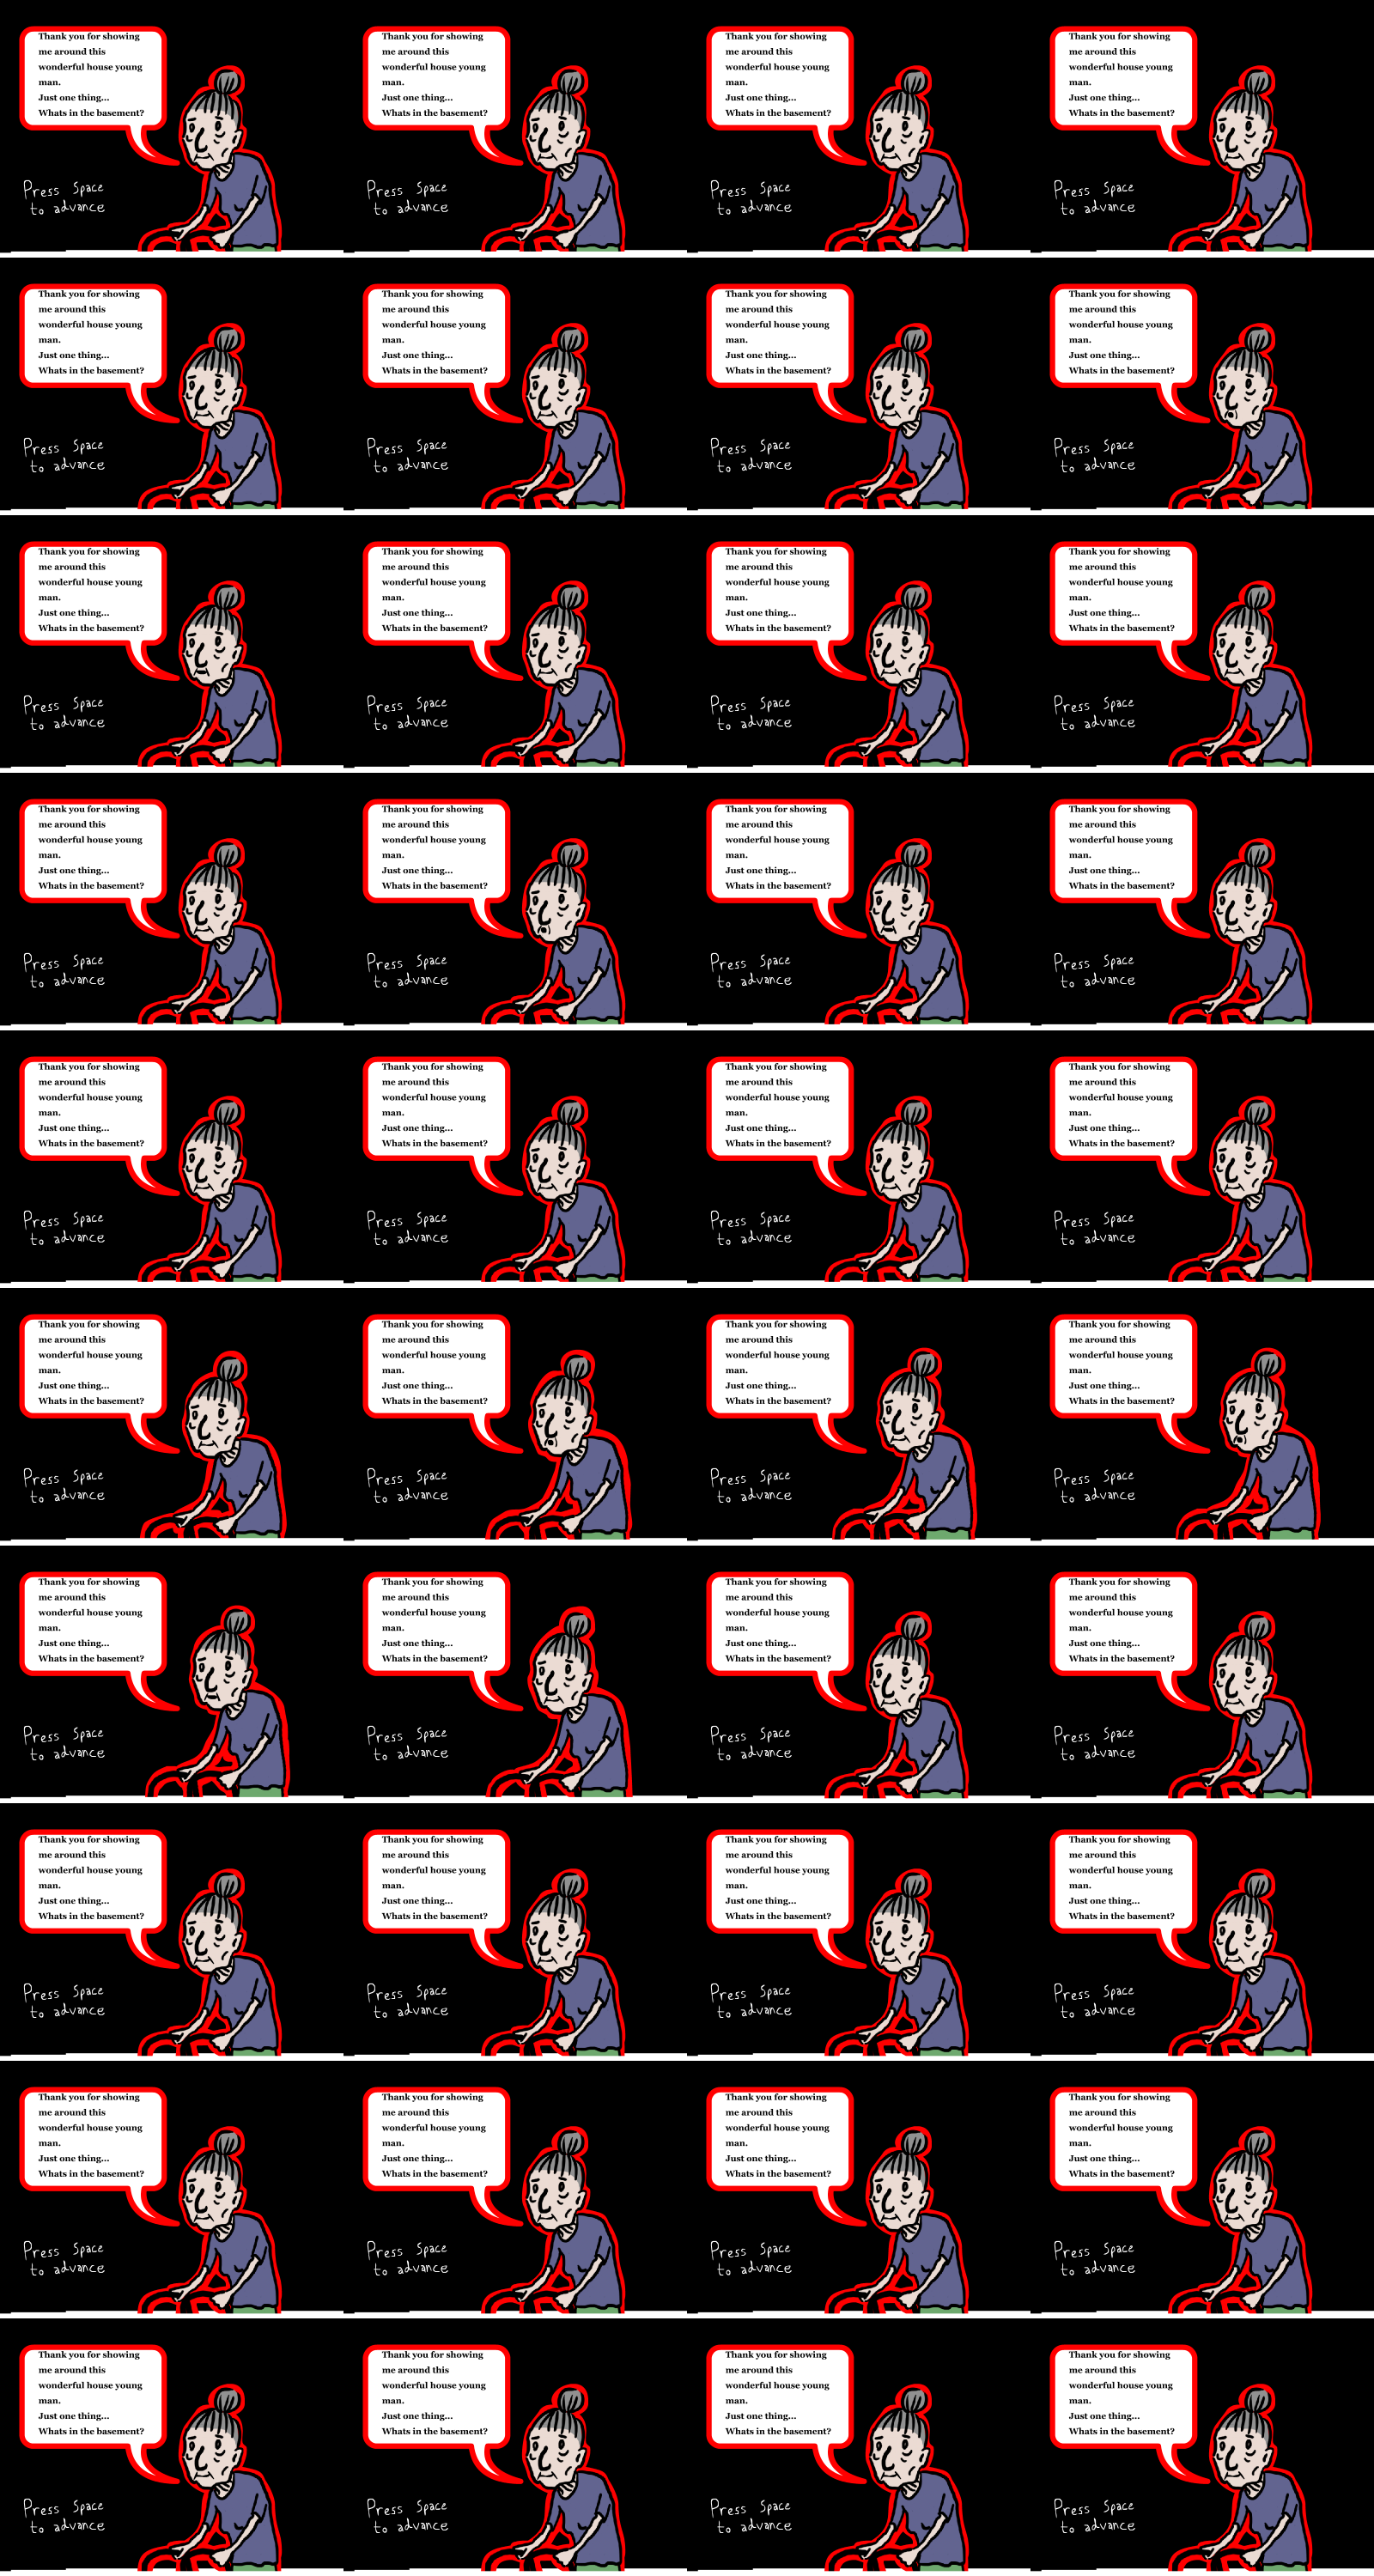 Thank you for showing
me around this
wonderful house young
man.
Just one thing...
Whats in the basement?
Press Space
to advance
Thank you for showing
me around this
wonderful house young
man.
Just one thing...
Whats in the basement?
Press Space
to advance
Thank you for showing
me around this
wonderful house young
man.
Just one thing...
Whats in the basement?
Press Space
to advance
Thank you for showing
me around this
wonderful house young
man.
Just one thing...
Whats in the basement?
Press Space
to advance
Thank you for showing
me around this
wonderful house young
man.
Just one thing...
Whats in the basement?
Press Space
to advance
Thank you for showing
me around this
wonderful house young
man.
Just one thing...
Whats in the basement?
Press Space
to advance
Thank you for showing
me around this
wonderful house young
man.
Just one thing...
Whats in the basement?
Press Space
to advance
Thank you for showing
me around this
wonderful house young
man.
Just one thing...
Whats in the basement?
Press Space
to advance
Thank you for showing
me around this
wonderful house young
man.
Just one thing...
Whats in the basement?
Press Space
to advance
Thank you for showing
me around this
wonderful house young
man.
Just one thing...
Whats in the basement?
Press Space
to advance
Thank you for showing
me around this
wonderful house young
man.
Just one thing...
Whats in the basement?
Press Space
to advance
Thank you for showing
me around this
wonderful house young
man.
Just one thing...
Whats in the basement?
Press Space
to advance
Thank you for showing
me around this
wonderful house young
man.
Just one thing...
Whats in the basement?
Press Space
to advance
Thank you for showing
me around this
wonderful house young
man.
Just one thing...
Whats in the basement?
Press Space
to advance
Thank you for showing
me around this
wonderful house young
man.
Just one thing...
Whats in the basement?
Press Space
to advance
Thank you for showing
me around this
wonderful house young
man.
Just one thing...
Whats in the basement?
Press Space
to advance
Thank you for showing
me around this
wonderful house young
man.
Just one thing...
Whats in the basement?
Press Space
to advance
Thank you for showing
me around this
wonderful house young
man.
Just one thing...
Whats in the basement?
Press Space
to advance
Thank you for showing
me around this
wonderful house young
man.
Just one thing...
Whats in the basement?
Press Space
to advance
Thank you for showing
me around this
wonderful house young
man.
Just one thing...
Whats in the basement?
Press Space
to advance
Thank you for showing
me around this
wonderful house young
man.
Just one thing...
Whats in the basement?
Press Space
to advance
Thank you for showing
me around this
wonderful house young
man.
Just one thing...
Whats in the basement?
Press Space
to advance
Thank you for showing
me around this
wonderful house young
man.
Just one thing...
Whats in the basement?
Press Space
to advance
Thank you for showing
me around this
wonderful house young
man.
Just one thing...
Whats in the basement?
Press Space
to advance
Thank you for showing
me around this
wonderful house young
man.
Just one thing...
Whats in the basement?
Press Space
to advance
Thank you for showing
me around this
wonderful house young
man.
Just one thing...
Whats in the basement?
Press Space
to advance
Thank you for showing
me around this
wonderful house young
man.
Just one thing...
Whats in the basement?
Press Space
to advance
Thank you for showing
me around this
wonderful house young
man.
Just one thing...
Whats in the basement?
Press Space
to advance
Thank you for showing
me around this
wonderful house young
man.
Just one thing...
Whats in the basement?
Press Space
to advance
Thank you for showing
me around this
wonderful house young
man.
Just one thing...
Whats in the basement?
Press Space
to advance
Thank you for showing
me around this
wonderful house young
man.
Just one thing...
Whats in the basement?
Press Space
to advance
Thank you for showing
me around this
wonderful house young
man.
Just one thing...
Whats in the basement?
Press Space
to advance
Thank you for showing
me around this
wonderful house young
man.
Just one thing...
Whats in the basement?
Press Space
to advance
Thank you for showing
me around this
wonderful house young
man.
Just one thing...
Whats in the basement?
Press Space
to advance
Thank you for showing
me around this
wonderful house young
man.
Just one thing...
Whats in the basement?
Press Space
to advance
Thank you for showing
me around this
wonderful house young
man.
Just one thing...
Whats in the basement?
Press Space
to advance
Thank you for showing
me around this
wonderful house young
man.
Just one thing...
Whats in the basement?
Press Space
to advance
Thank you for showing
me around this
wonderful house young
man.
Just one thing...
Whats in the basement?
Press Space
to advance
Thank you for showing
me around this
wonderful house young
man.
Just one thing...
Whats in the basement?
Press Space
to advance
Thank you for showing
me around this
wonderful house young
man.
Just one thing...
Whats in the basement?
Press Space
to advance